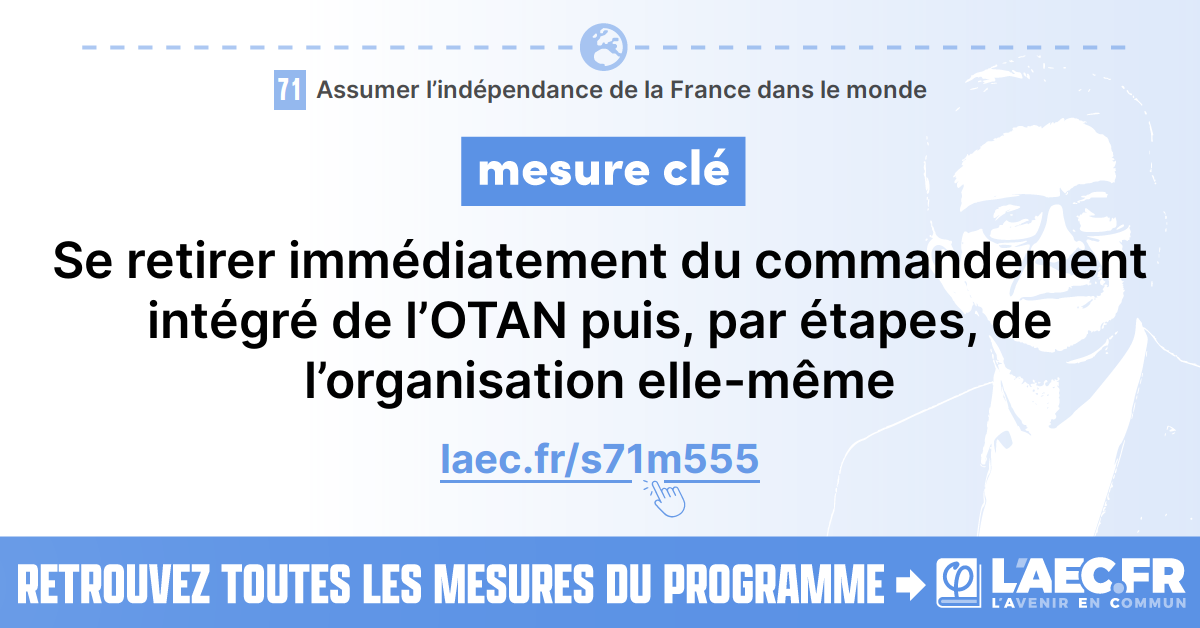 71 Assumer l’indépendance de la France dans le monde
mesure clé
Se retirer immédiatement du commandement
intégré de l’OTAN puis, par étapes, de
l’organisation elle-même
laec.fr/s71m555
RETROUVEZ TOUTES LES MESURES DU PROGRAMME
L'AEC.FR
L'AVENIR EN COMMUN